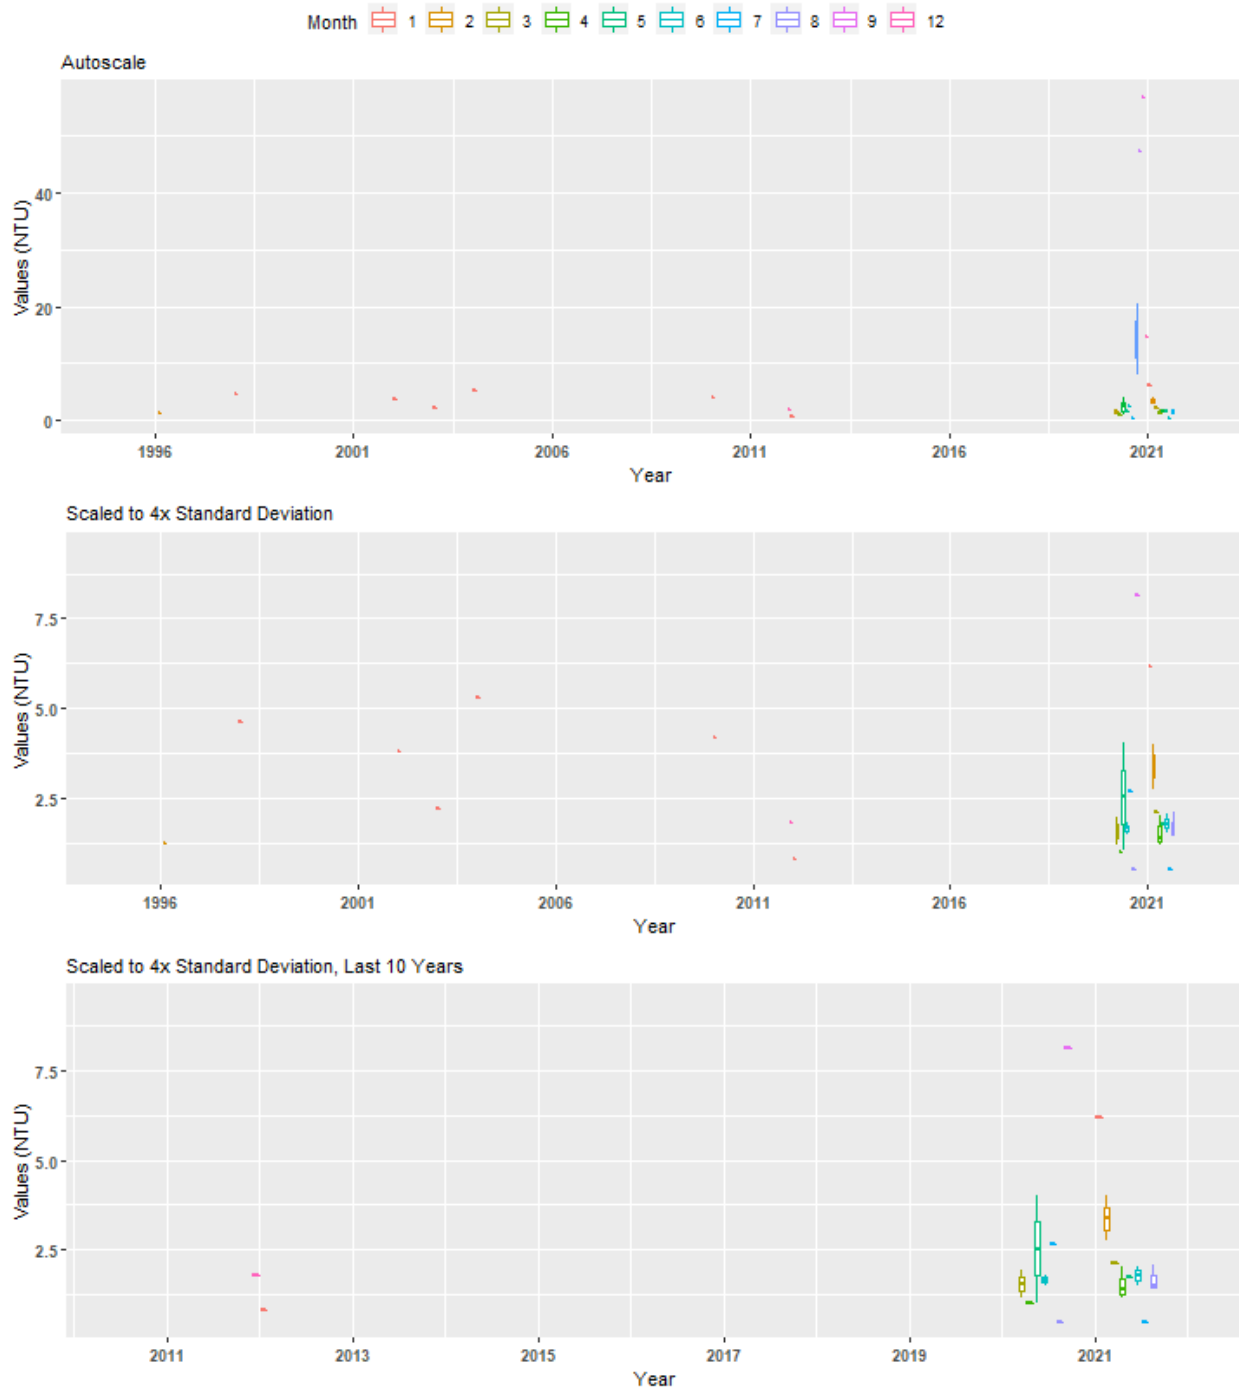 Month 1 2 3 4 5 6 7 8 9 12
Autoscale
Values (NTU)
40
20
0
1996 2001 2006 2011 2016 2021
Year
Scaled to 4x Standard Deviation
Values (NTU)
7.5
5.0
2.5
1996 2001 2006 2011 2016 2021
Year
Scaled to 4x Standard Deviation, Last 10 Years
Values (NTU)
7.5
5.0
2.5
2011 2013 2015 2017 2019 2021
Year